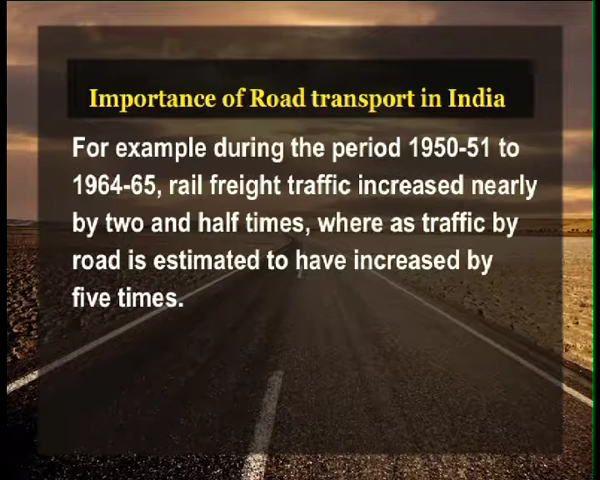 Importance of Road transport in India
For example during the period 1950-51 to
1964-65, rail freight traffic increased nearly
by two and half times, where as traffic by
road is estimated to have increased by
five times.